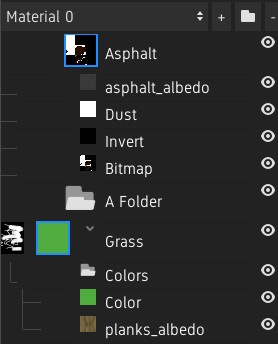 Material 0
+
-
Asphalt
asphalt_albedo
Dust
Invert
Bitmap
A Folder
Grass
Colors
Color
planks_albedo